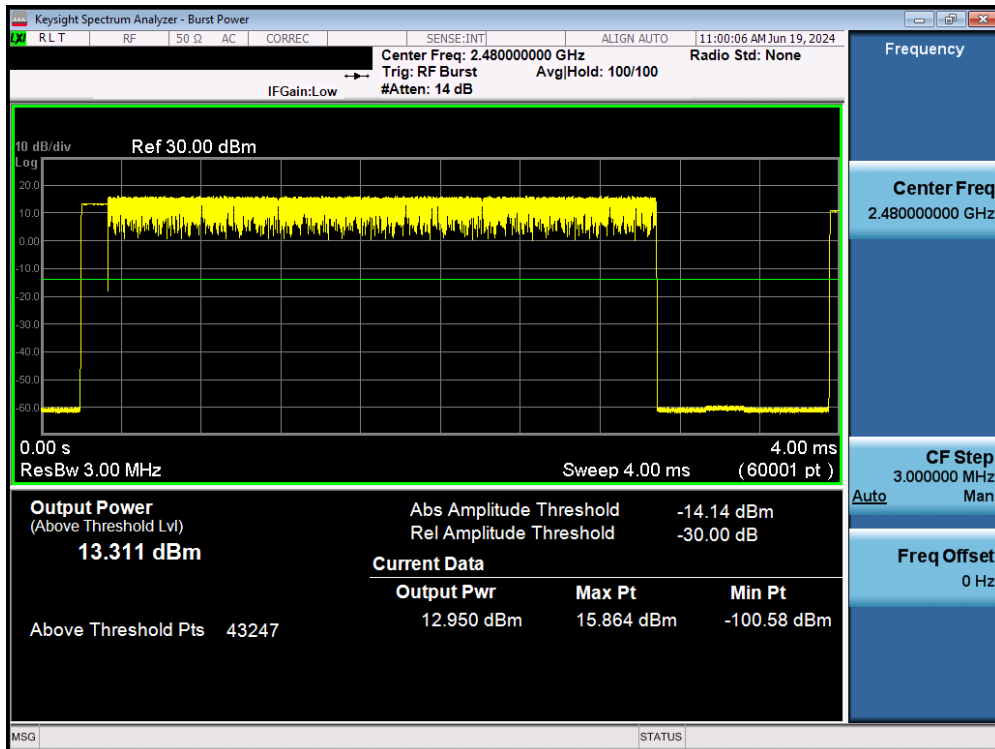 Keysight Spectrum Analyzer - Burst Power
LXI RLT RF 50 Ω AC CORREC SENSE:INT ALIGN AUTO 11:00:06 AM Jun 19, 2024
Center Freq: 2.480000000 GHz Radio Std: None
Trig: RF Burst Avg|Hold: 100/100
IFGain:Low #Atten: 14 dB
Frequency
10 dB/div Ref 30.00 dBm
Log
20.0
10.0
0.00
-10.0
-20.0
-30.0
-40.0
-50.0
-60.0
0.00 s 4.00 ms
ResBw 3.00 MHz Sweep 4.00 ms (60001 pt)
Center Freq
2.480000000 GHz
CF Step
3.000000 MHz
Auto Man
Freq Offset
0 Hz
Output Power
(Above Threshold Lvl)
13.311 dBm
Above Threshold Pts 43247
Abs Amplitude Threshold -14.14 dBm
Rel Amplitude Threshold -30.00 dB
Current Data
Output Pwr Max Pt Min Pt
12.950 dBm 15.864 dBm -100.58 dBm
MSG STATUS